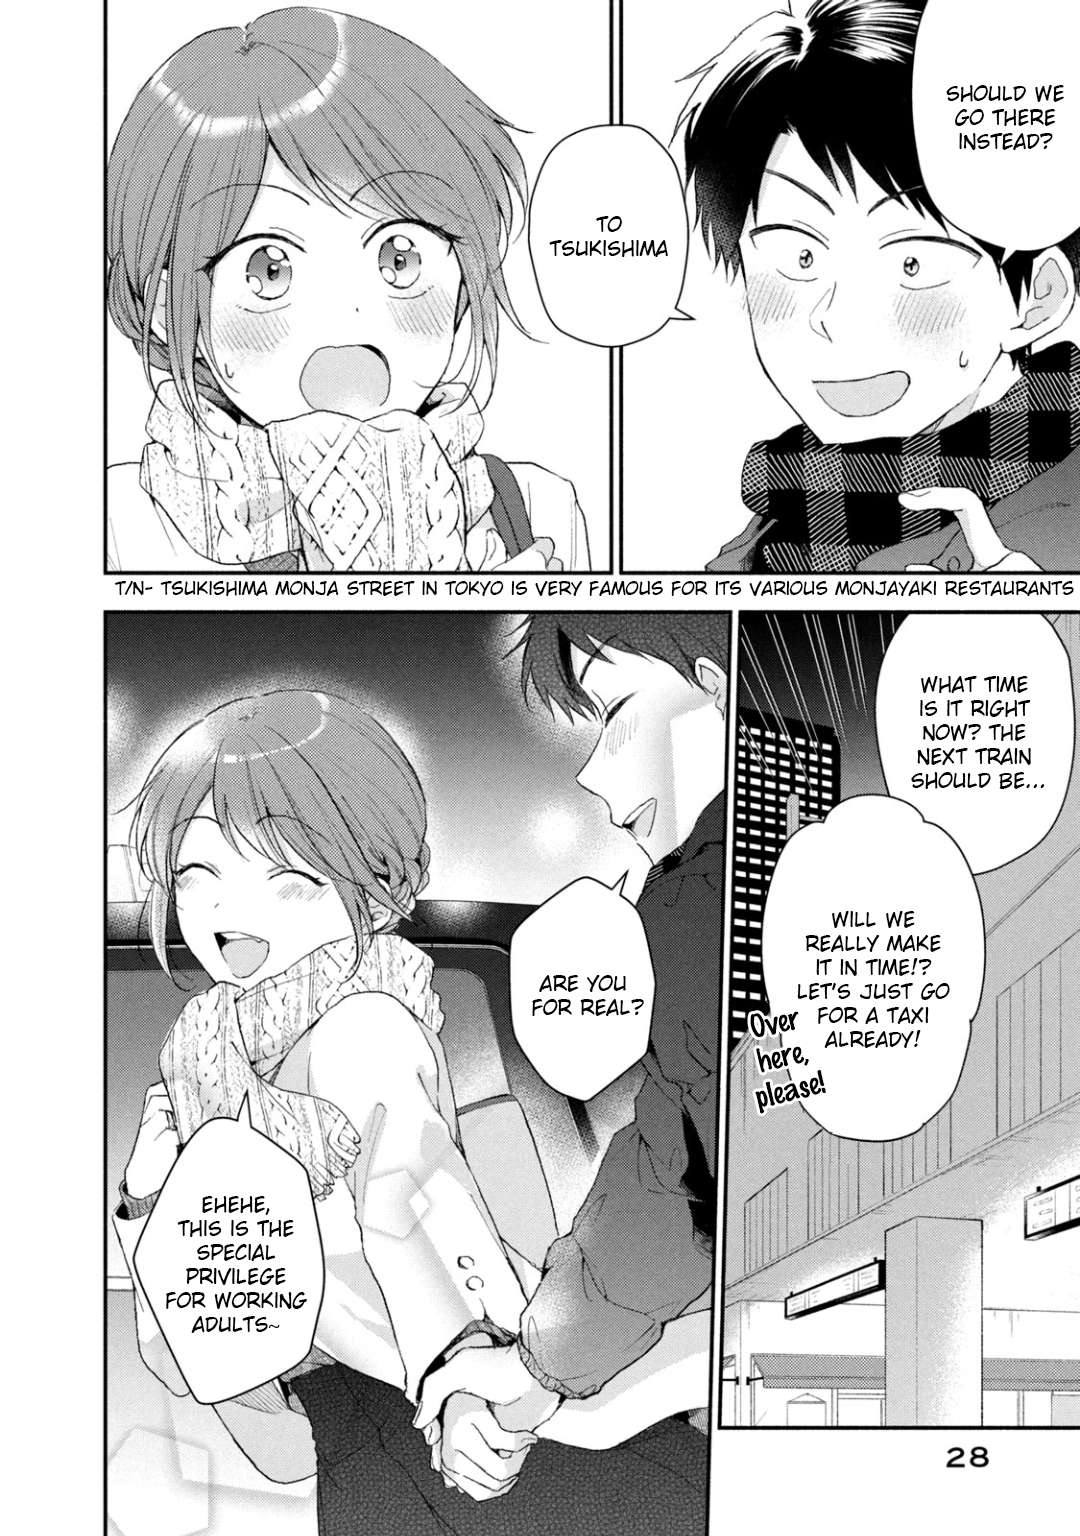 SHOULD WE
GO THERE
INSTEAD?
TO
TSUKISHIMA
T/N- TSUKISHIMA MONJA STREET IN TOKYO IS VERY FAMOUS FOR ITS VARIOUS MONJAYAKI RESTAURANTS
WHAT TIME
IS IT RIGHT
NOW? THE
NEXT TRAIN
SHOULD BE...
WILL WE
REALLY MAKE
IT IN TIME!?
LET'S JUST GO
FOR A TAXI
ALREADY!
Over
here,
please!
ARE YOU
FOR REAL?
EHEHE,
THIS IS THE
SPECIAL
PRIVILEGE
FOR WORKING
ADULTS~
28